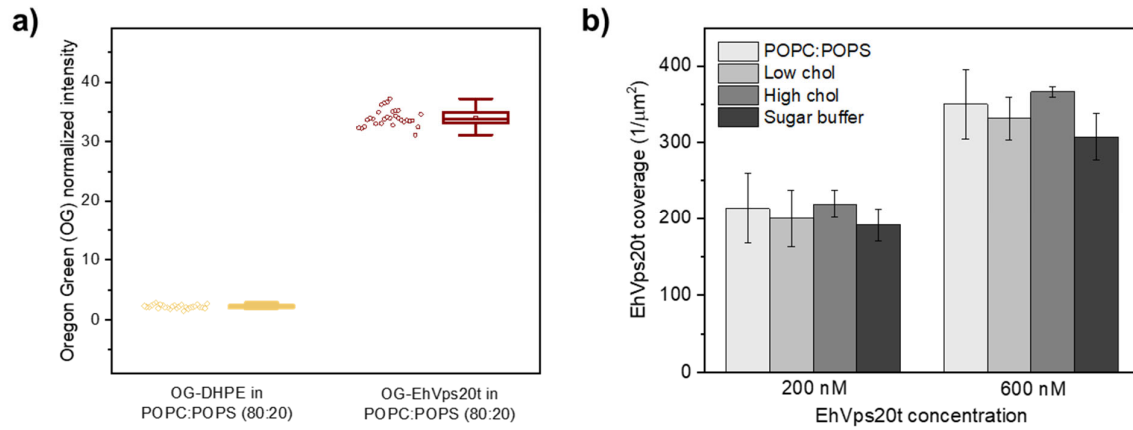 a)
Oregon Green (OG) normalized intensity
40
30
20
10
0
OG-DHPE in
POPC:POPS (80:20)
OG-EhVps20t in
POPC:POPS (80:20)
b)
EhVps20t coverage (1/µm²)
400
300
200
100
0
POPC:POPS
Low chol
High chol
Sugar buffer
200 nM
600 nM
EhVps20t concentration